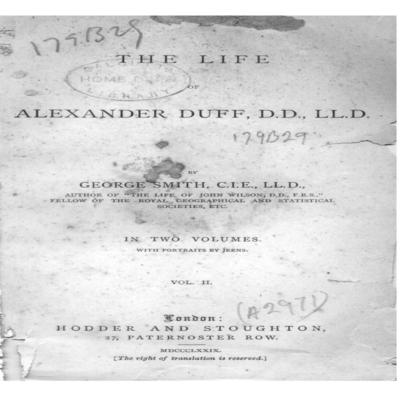 179B29
THE LIFE
HOME
LIBRARY
OF
ALEXANDER DUFF, D.D., LL.D.
179B29
BY
GEORGE SMITH, C.I.E., LL.D.,
AUTHOR OF "THE LIFE OF JOHN WILSON, D.D., F.R.S.,"
FELLOW OF THE ROYAL GEOGRAPHICAL AND STATISTICAL
SOCIETIES, ETC.
IN TWO VOLUMES.
WITH PORTRAITS BY JEENS.
VOL. II.
(A2971)
London:
HODDER AND STOUGHTON,
27, PATERNOSTER ROW.
MDCCCLXXIX.
[The right of translation is reserved.]